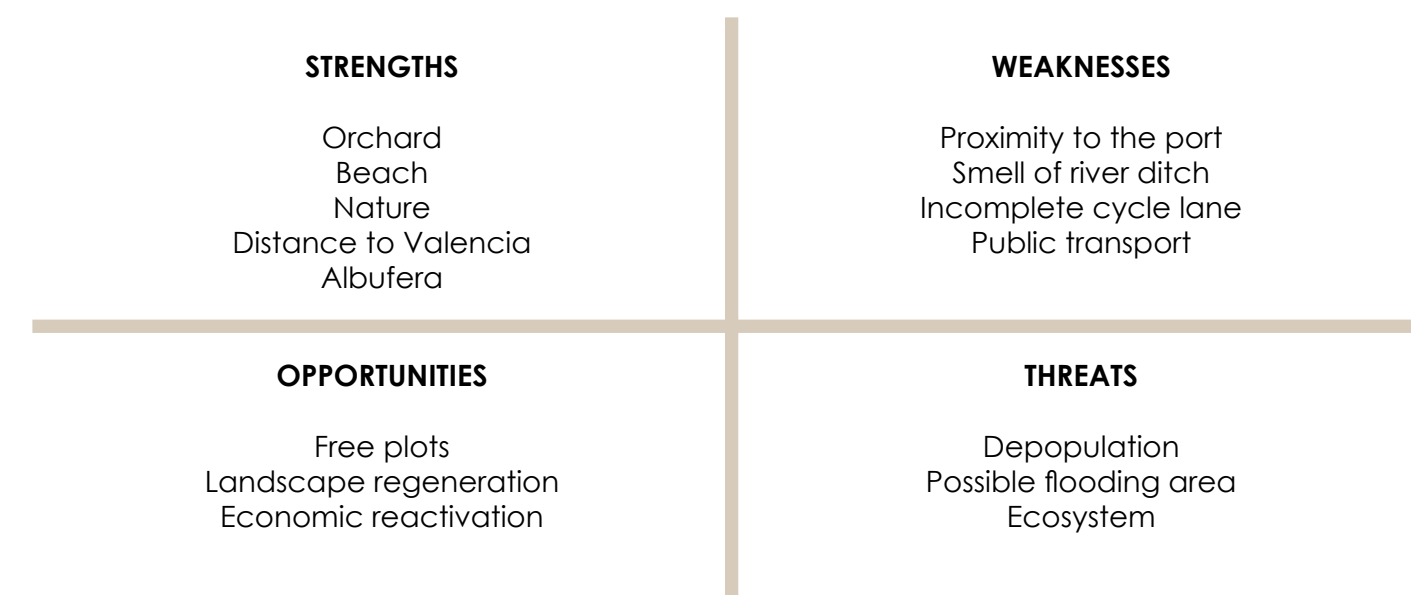 STRENGTHS
Orchard
Beach
Nature
Distance to Valencia
Albufera
WEAKNESSES
Proximity to the port
Smell of river ditch
Incomplete cycle lane
Public transport
OPPORTUNITIES
Free plots
Landscape regeneration
Economic reactivation
THREATS
Depopulation
Possible flooding area
Ecosystem